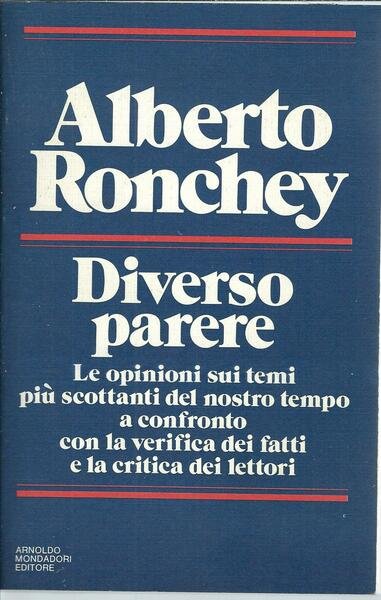 Alberto
Ronchey
Diverso
parere
Le opinioni sui temi
più scottanti del nostro tempo
a confronto
con la verifica dei fatti
e la critica dei lettori
ARNOLDO
MONDADORI
EDITORE